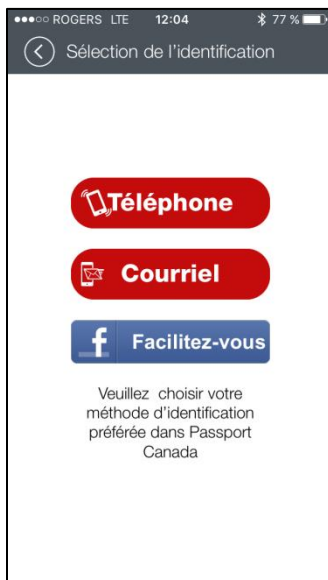 ROGERS LTE 12:04 77 %
Sélection de l'identification
Téléphone
Courriel
f Facilitez-vous
Veuillez choisir votre
méthode d'identification
préférée dans Passport
Canada